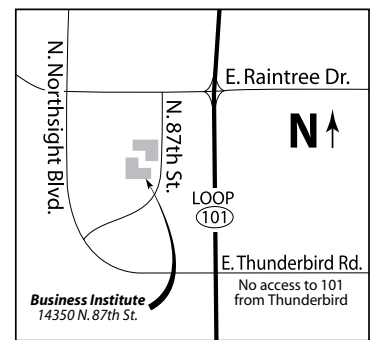 N. Northsight Blvd.
E. Raintree Dr.
N. 87th St.
N
LOOP
101
E. Thunderbird Rd.
No access to 101
from Thunderbird
Business Institute
14350 N. 87th St.